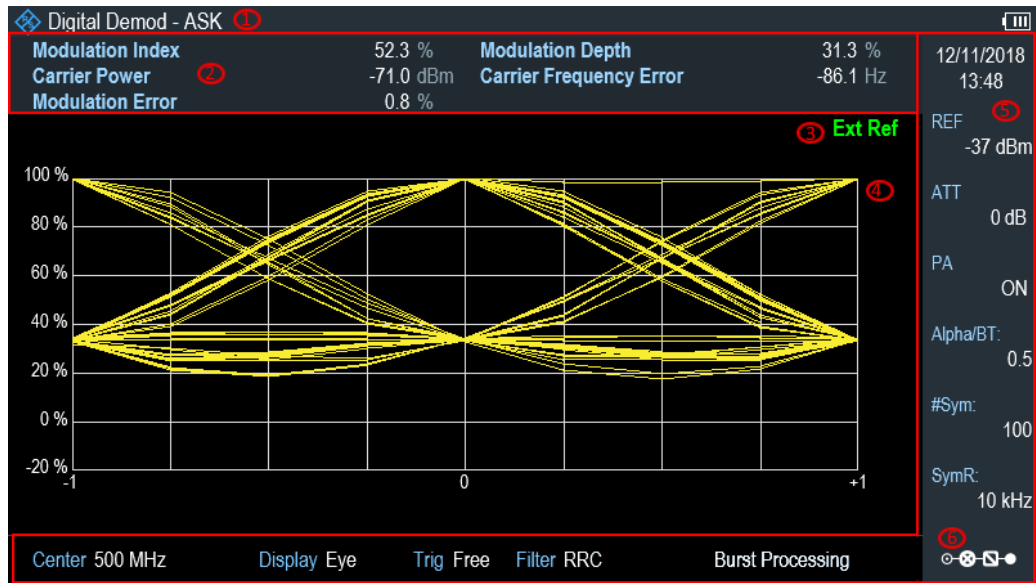 Digital Demod - ASK 1
Modulation Index 52.3 % Modulation Depth 31.3 %
Carrier Power 2 -71.0 dBm Carrier Frequency Error -86.1 Hz
Modulation Error 0.8 %
12/11/2018
13:48
3 Ext Ref
5
REF
-37 dBm
4
ATT
0 dB
PA
ON
Alpha/BT:
0.5
#Sym:
100
SymR:
10 kHz
6
100 %
80 %
60 %
40 %
20 %
0 %
-20 %
-1 0 +1
Center 500 MHz Display Eye Trig Free Filter RRC Burst Processing